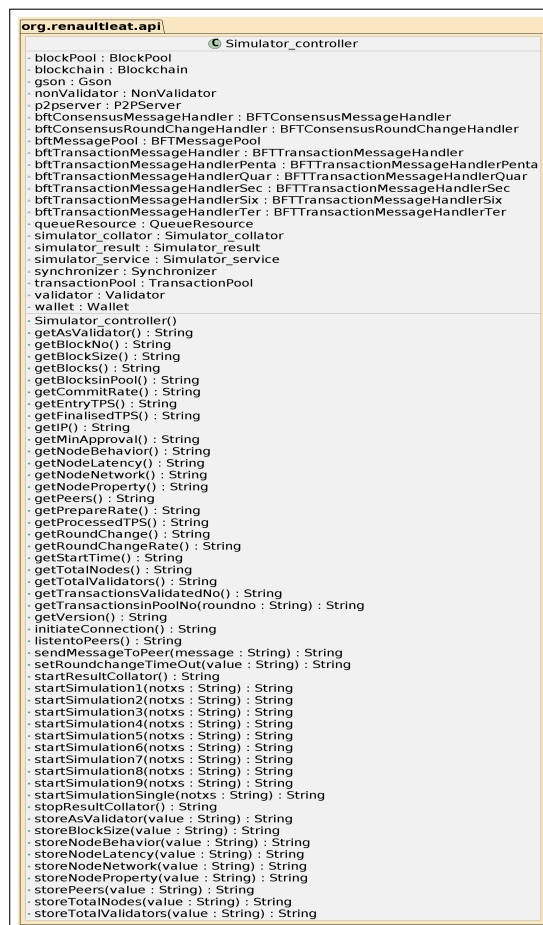 org.renaultleat.api
C Simulator_controller
blockPool : BlockPool
blockchain : Blockchain
gson : Gson
nonValidator : NonValidator
p2pserver : P2PServer
bftConsensusMessageHandler : BFTConsensusMessageHandler
bftConsensusRoundChangeHandler : BFTConsensusRoundChangeHandler
bftMessagePool : BFTMessagePool
bftTransactionMessageHandler : BFTTransactionMessageHandler
bftTransactionMessageHandlerPenta : BFTTransactionMessageHandlerPenta
bftTransactionMessageHandlerQuar : BFTTransactionMessageHandlerQuar
bftTransactionMessageHandlerSec : BFTTransactionMessageHandlerSec
bftTransactionMessageHandlerSix : BFTTransactionMessageHandlerSix
bftTransactionMessageHandlerTer : BFTTransactionMessageHandlerTer
queueResource : QueueResource
simulator_collator : Simulator_collator
simulator_result : Simulator_result
simulator_service : Simulator_service
synchronizer : Synchronizer
transactionPool : TransactionPool
validator : Validator
wallet : Wallet
Simulator_controller()
getAsValidator() : String
getBlockNo() : String
getBlockSize() : String
getBlocks() : String
getBlocksinPool() : String
getCommitRate() : String
getEntryTPS() : String
getFinalisedTPS() : String
getIP() : String
getMinApproval() : String
getNodeBehavior() : String
getNodeLatency() : String
getNodeNetwork() : String
getNodeProperty() : String
getPeers() : String
getPrepareRate() : String
getProcessedTPS() : String
getRoundChange() : String
getRoundChangeRate() : String
getStartTime() : String
getTotalNodes() : String
getTotalValidators() : String
getTransactionsValidatedNo() : String
getTransactionsinPoolNo(roundno : String) : String
getVersion() : String
initiateConnection() : String
listentoPeers() : String
sendMessageToPeer(message : String) : String
setRoundchangeTimeOut(value : String) : String
startResultCollator() : String
startSimulation1(notxs : String) : String
startSimulation2(notxs : String) : String
startSimulation3(notxs : String) : String
startSimulation4(notxs : String) : String
startSimulation5(notxs : String) : String
startSimulation6(notxs : String) : String
startSimulation7(notxs : String) : String
startSimulation8(notxs : String) : String
startSimulation9(notxs : String) : String
startSimulationSingle(notxs : String) : String
stopResultCollator() : String
storeAsValidator(value : String) : String
storeBlockSize(value : String) : String
storeNodeBehavior(value : String) : String
storeNodeLatency(value : String) : String
storeNodeNetwork(value : String) : String
storeNodeProperty(value : String) : String
storePeers(value : String) : String
storeTotalNodes(value : String) : String
storeTotalValidators(value : String) : String